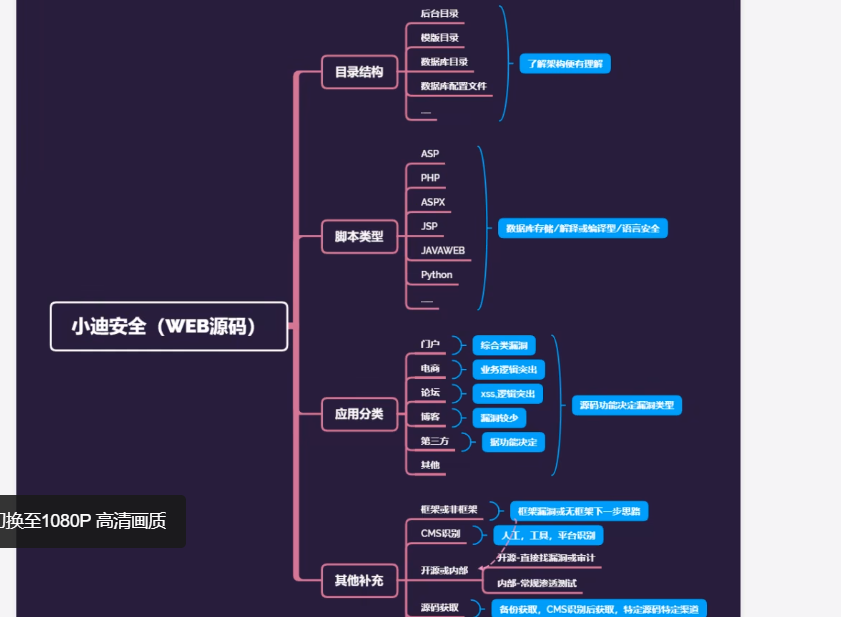 小迪安全（WEB源码）
目录结构
后台目录
模版目录
数据库目录
数据库配置文件
了解架构便有理解
脚本类型
ASP
PHP
ASPX
JSP
JAVAWEB
Python
数据库存储/解释或编译型/语言安全
应用分类
门户
综合类漏洞
电商
业务逻辑突出
论坛
xss,逻辑突出
博客
漏洞较少
第三方
据功能决定
其他
源码功能决定漏洞类型
其他补充
框架或非框架
框架漏洞或无框架下一步思路
CMS识别
人工，工具，平台识别
开源或内部
开源-直接找漏洞或审计
内部-常规渗透测试
源码获取
备份获取，CMS识别后获取，特定源码特定渠道
换至1080P 高清画质